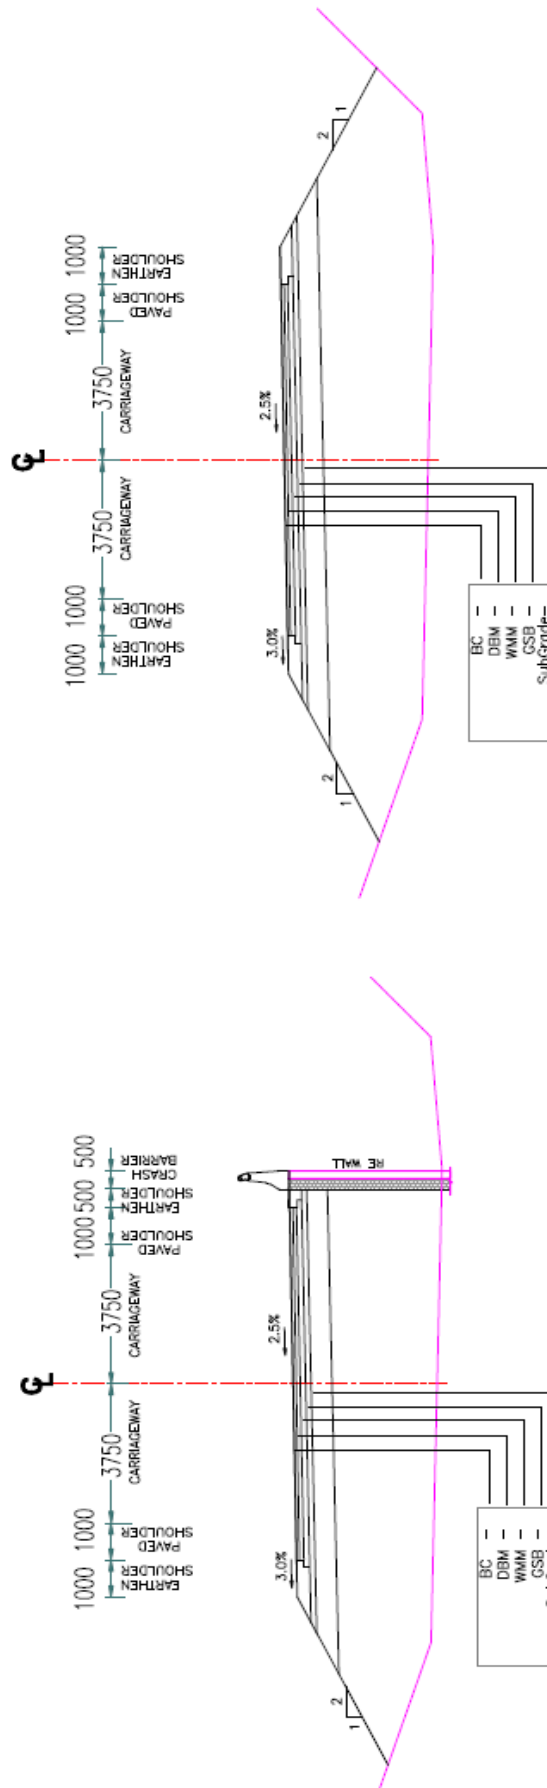 1000
EARTHEN
SHOULDER
1000
PAVED
SHOULDER
3750
CARRIAGEWAY
CL
3750
CARRIAGEWAY
1000
PAVED
SHOULDER
1000
EARTHEN
SHOULDER
2
1
2.5%
3.0%
2
1
BC -
DBM -
WMM -
GSB -
SubGrade-
500
CRASH
BARRIER
500
EARTHEN
SHOULDER
1000
PAVED
SHOULDER
3750
CARRIAGEWAY
CL
3750
CARRIAGEWAY
1000
PAVED
SHOULDER
1000
EARTHEN
SHOULDER
RE WALL
2.5%
3.0%
2
1
BC -
DBM -
WMM -
GSB -